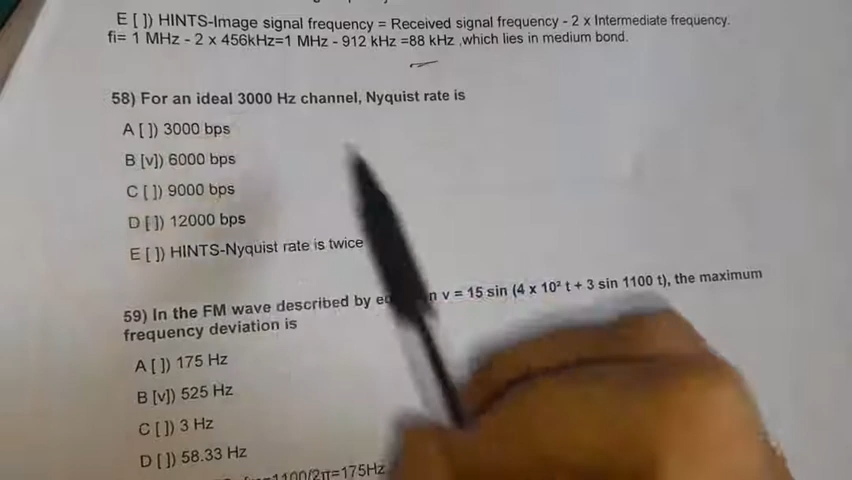 E [ ]) HINTS-Image signal frequency = Received signal frequency - 2 x Intermediate frequency.
fi= 1 MHz - 2 x 456kHz=1 MHz - 912 kHz =88 kHz ,which lies in medium bond.
58) For an ideal 3000 Hz channel, Nyquist rate is
A [ ]) 3000 bps
B [v]) 6000 bps
C [ ]) 9000 bps
D [ ]) 12000 bps
E [ ]) HINTS-Nyquist rate is twice
59) In the FM wave described by v = 15 sin (4 x 10² t + 3 sin 1100 t), the maximum
frequency deviation is
A [ ]) 175 Hz
B [v]) 525 Hz
C [ ]) 3 Hz
D [ ]) 58.33 Hz
=1100/2π=175Hz